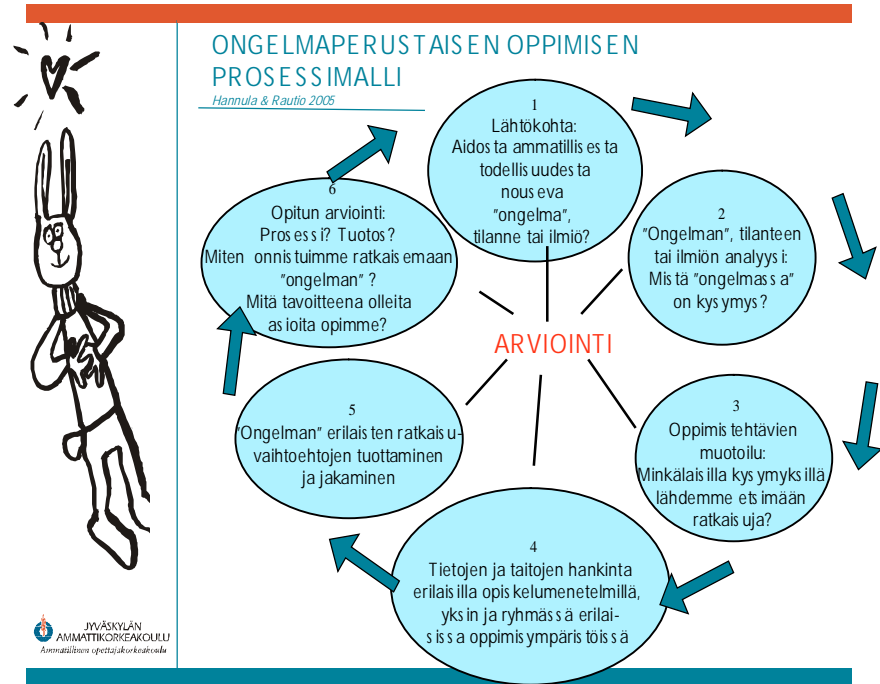 ONGELMAPERUSTAISEN OPPIMISEN
PROSESSIMALLI
Hannula & Rautio 2005
1
Lähtökohta:
Aidosta ammatillisesta
todellisuudesta
nouseva
"ongelma",
tilanne tai ilmiö?
2
"Ongelman", tilanteen
tai ilmiön analyysi:
Mistä "ongelmassa"
on kysymys?
3
Oppimistehtävien
muotoilu:
Minkälaisilla kysymyksillä
lähdemme etsimään
ratkaisuja?
4
Tietojen ja taitojen hankinta
erilaisilla opiskelumenetelmillä,
yksin ja ryhmässä erilai-
sissa oppimisympäristöissä
5
"Ongelman" erilaisten ratkaisu-
vaihtoehtojen tuottaminen
ja jakaminen
6
Opitun arviointi:
Prosessi? Tuotos?
Miten onnistuimme ratkaisemaan
"ongelman" ?
Mitä tavoitteena olleita
asioita opimme?
ARVIOINTI
JYVÄSKYLÄN
AMMATTIKORKEAKOULU
Ammatillinen opettajakorkeakoulu